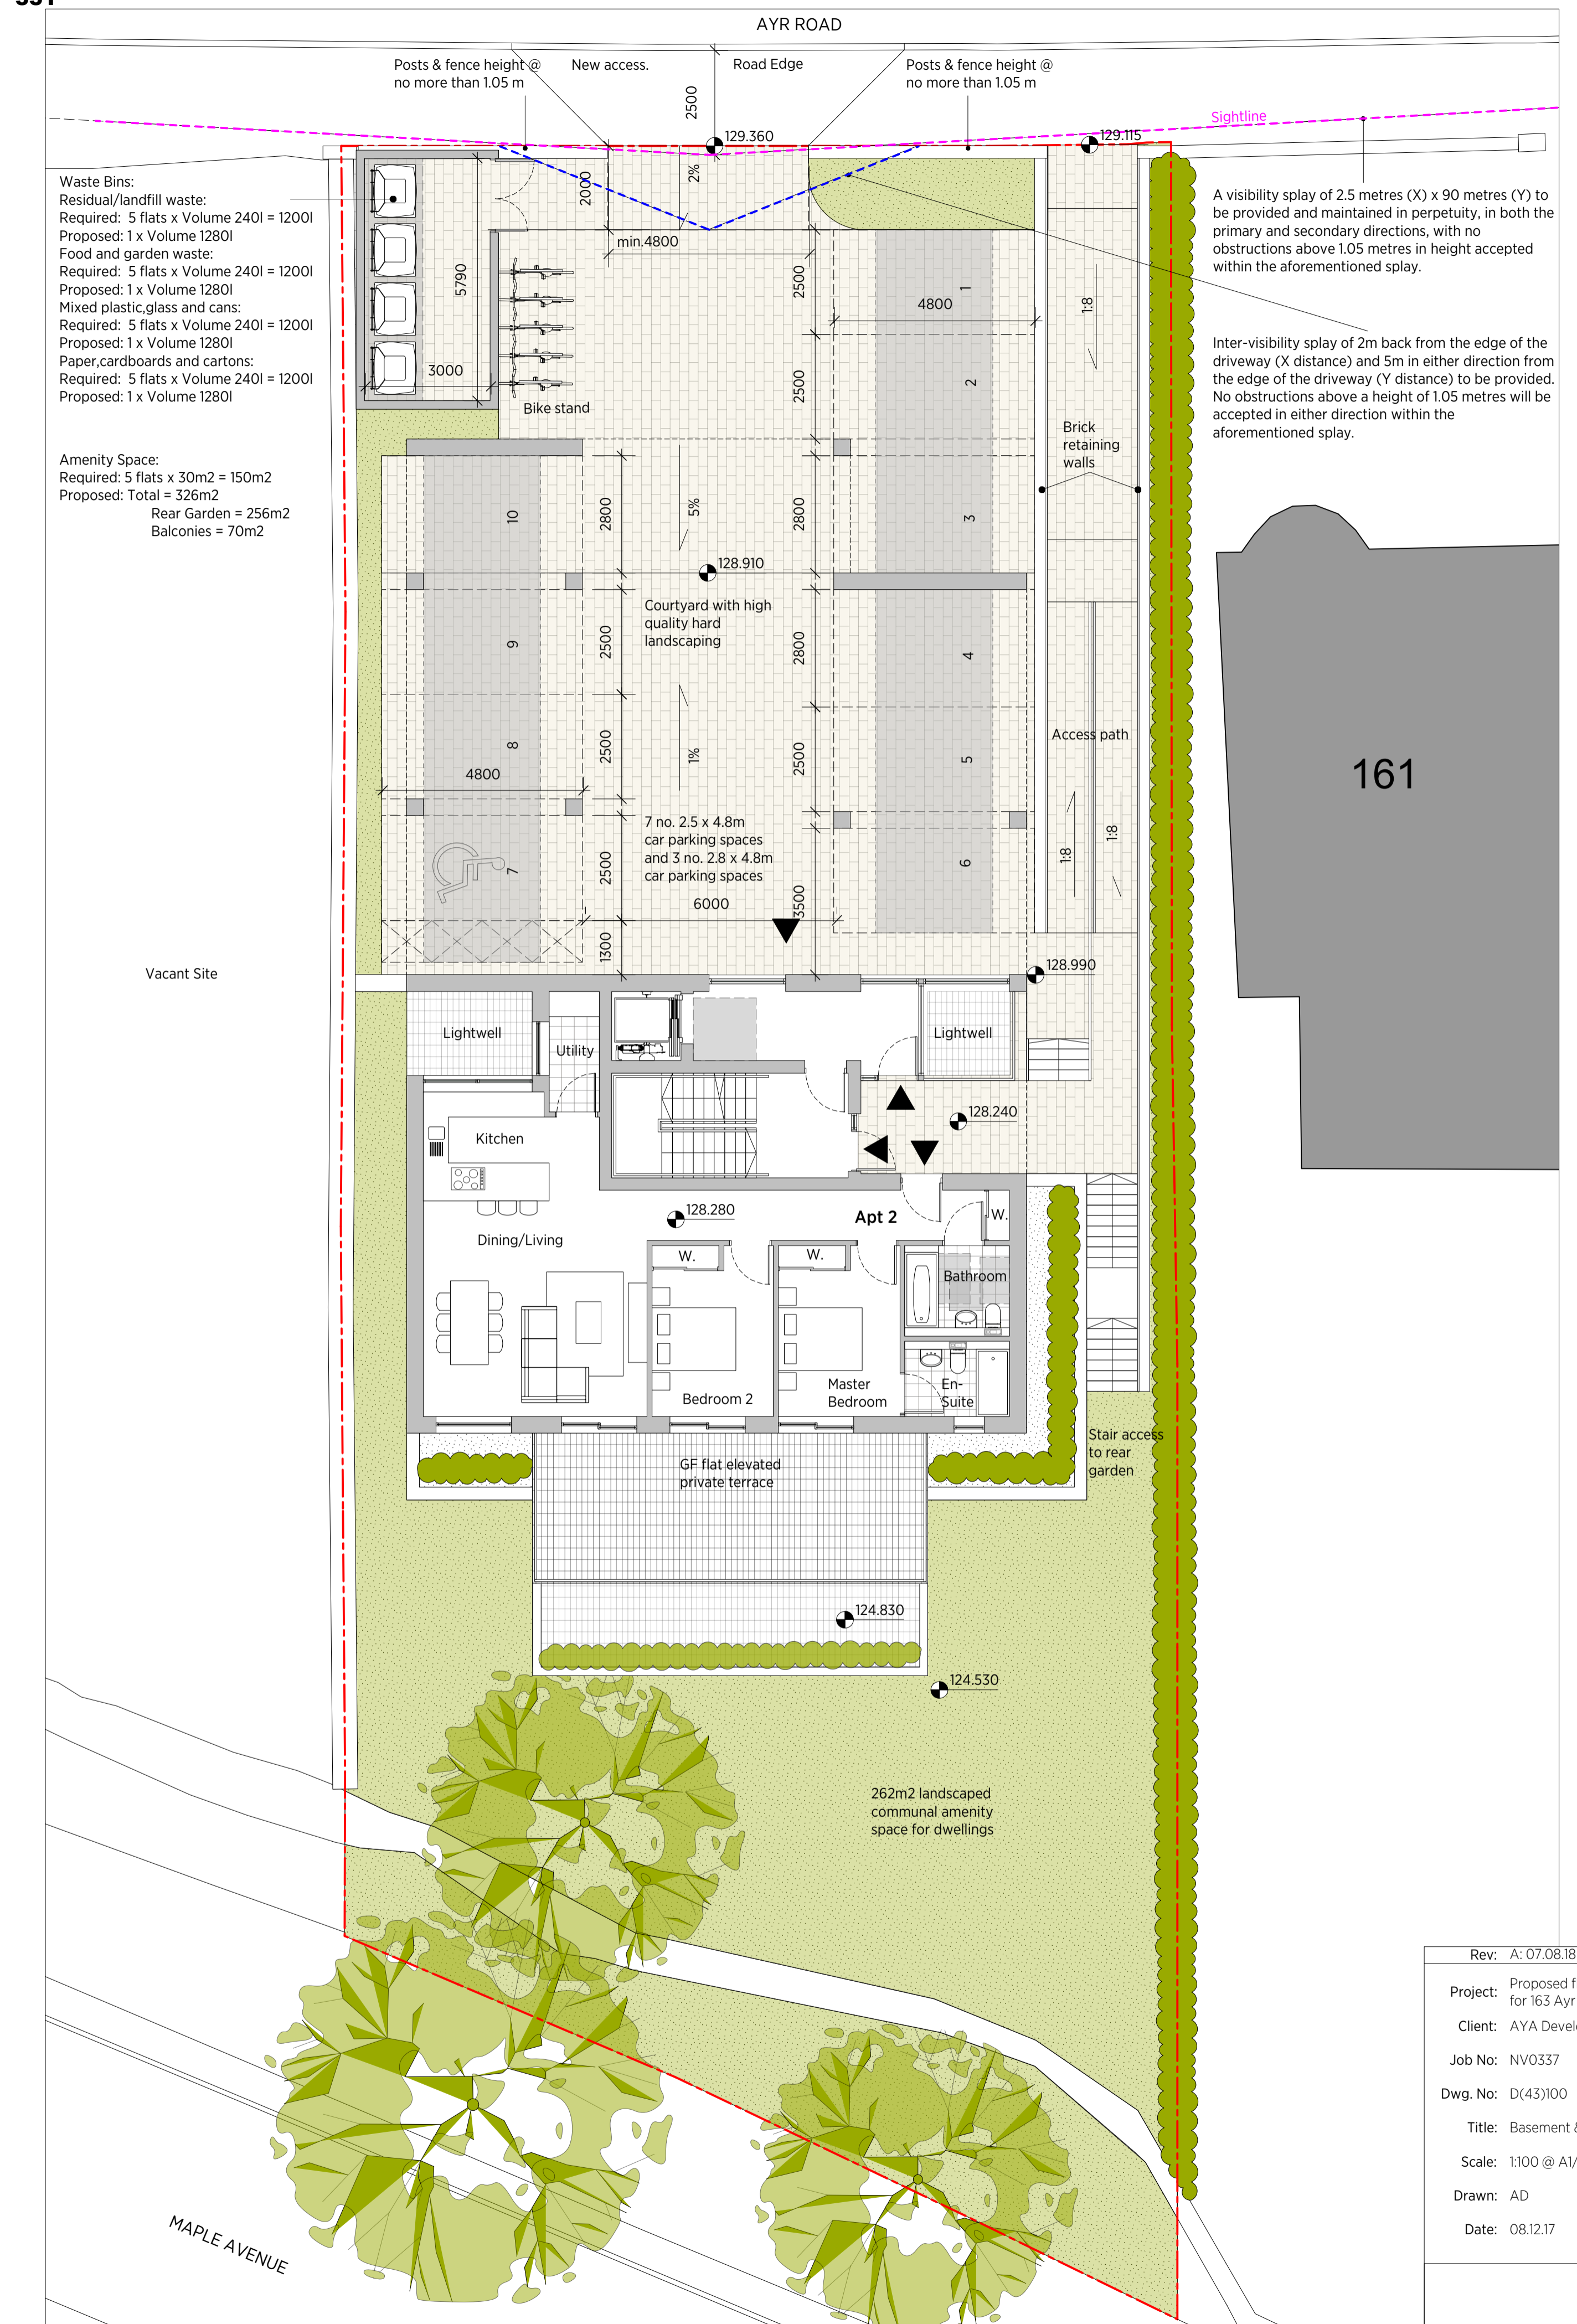 AYR ROAD
Posts & fence height @
no more than 1.05 m
New access.
Road Edge
Posts & fence height @
no more than 1.05 m
2500
Sightline
129.360
129.115
Waste Bins:
Residual/landfill waste:
Required: 5 flats x Volume 240l = 1200l
Proposed: 1 x Volume 1280l
Food and garden waste:
Required: 5 flats x Volume 240l = 1200l
Proposed: 1 x Volume 1280l
Mixed plastic,glass and cans:
Required: 5 flats x Volume 240l = 1200l
Proposed: 1 x Volume 1280l
Paper,cardboards and cartons:
Required: 5 flats x Volume 240l = 1200l
Proposed: 1 x Volume 1280l
Amenity Space:
Required: 5 flats x 30m2 = 150m2
Proposed: Total = 326m2
Rear Garden = 256m2
Balconies = 70m2
A visibility splay of 2.5 metres (X) x 90 metres (Y) to
be provided and maintained in perpetuity, in both the
primary and secondary directions, with no
obstructions above 1.05 metres in height accepted
within the aforementioned splay.
Inter-visibility splay of 2m back from the edge of the
driveway (X distance) and 5m in either direction from
the edge of the driveway (Y distance) to be provided.
No obstructions above a height of 1.05 metres will be
accepted in either direction within the
aforementioned splay.
2000
2%
min.4800
5790
3000
Bike stand
2500
1
4800
1:8
2500
2
Brick
retaining
walls
10
2800
5%
2800
3
128.910
Courtyard with high
quality hard
landscaping
9
2500
2800
4
8
4800
2500
1%
2500
5
Access path
161
7 no. 2.5 x 4.8m
car parking spaces
and 3 no. 2.8 x 4.8m
car parking spaces
7
2500
6000
3500
6
1:8
1:8
1300
Vacant Site
128.990
Lightwell
Utility
Lightwell
Kitchen
128.240
128.280
Apt 2
W.
Dining/Living
W.
W.
Bathroom
Bedroom 2
Master
Bedroom
En-
Suite
Stair access
to rear
garden
GF flat elevated
private terrace
124.830
124.530
262m2 landscaped
communal amenity
space for dwellings
MAPLE AVENUE
Rev: A: 07.08.18
Project: Proposed f
for 163 Ayr
Client: AYA Devel
Job No: NV0337
Dwg. No: D(43)100
Title: Basement &
Scale: 1:100 @ A1/
Drawn: AD
Date: 08.12.17